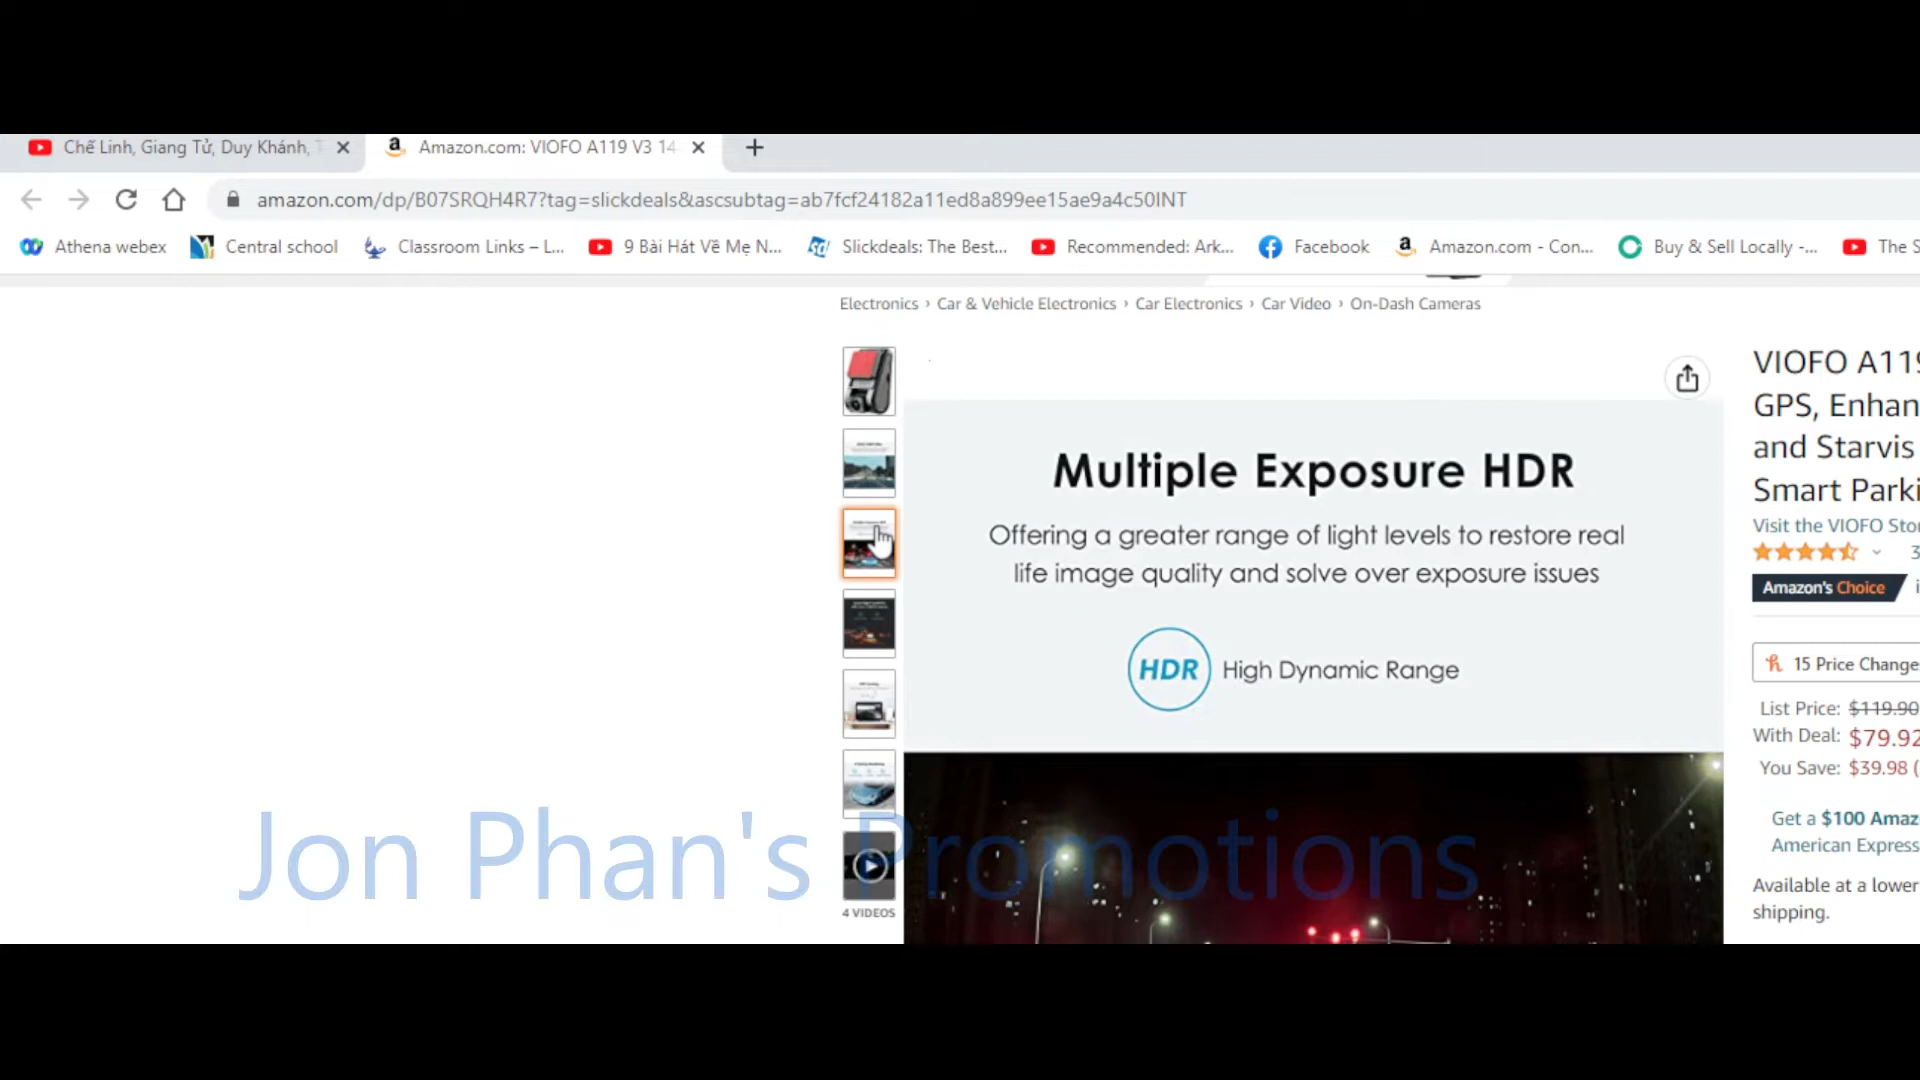 Chế Linh, Giang Tử, Duy Khánh, T
Amazon.com: VIOFO A119 V3 14
amazon.com/dp/B07SRQH4R7?tag=slickdeals&ascsubtag=ab7fcf24182a11ed8a899ee15ae9a4c50INT
Athena webex
Central school
Classroom Links – L...
9 Bài Hát Về Mẹ N...
Slickdeals: The Best...
Recommended: Ark...
Facebook
Amazon.com - Con...
Buy & Sell Locally -...
The S
Electronics › Car & Vehicle Electronics › Car Electronics › Car Video › On-Dash Cameras
Multiple Exposure HDR
Offering a greater range of light levels to restore real
life image quality and solve over exposure issues
HDR High Dynamic Range
4 VIDEOS
VIOFO A119
GPS, Enhan
and Starvis
Smart Parki
Visit the VIOFO Stor
3
Amazon's Choice i
15 Price Change
List Price: $119.90
With Deal: $79.92
You Save: $39.98 (
Get a $100 Amaz
American Express
Available at a lower
shipping.
Jon Phan's Promotions